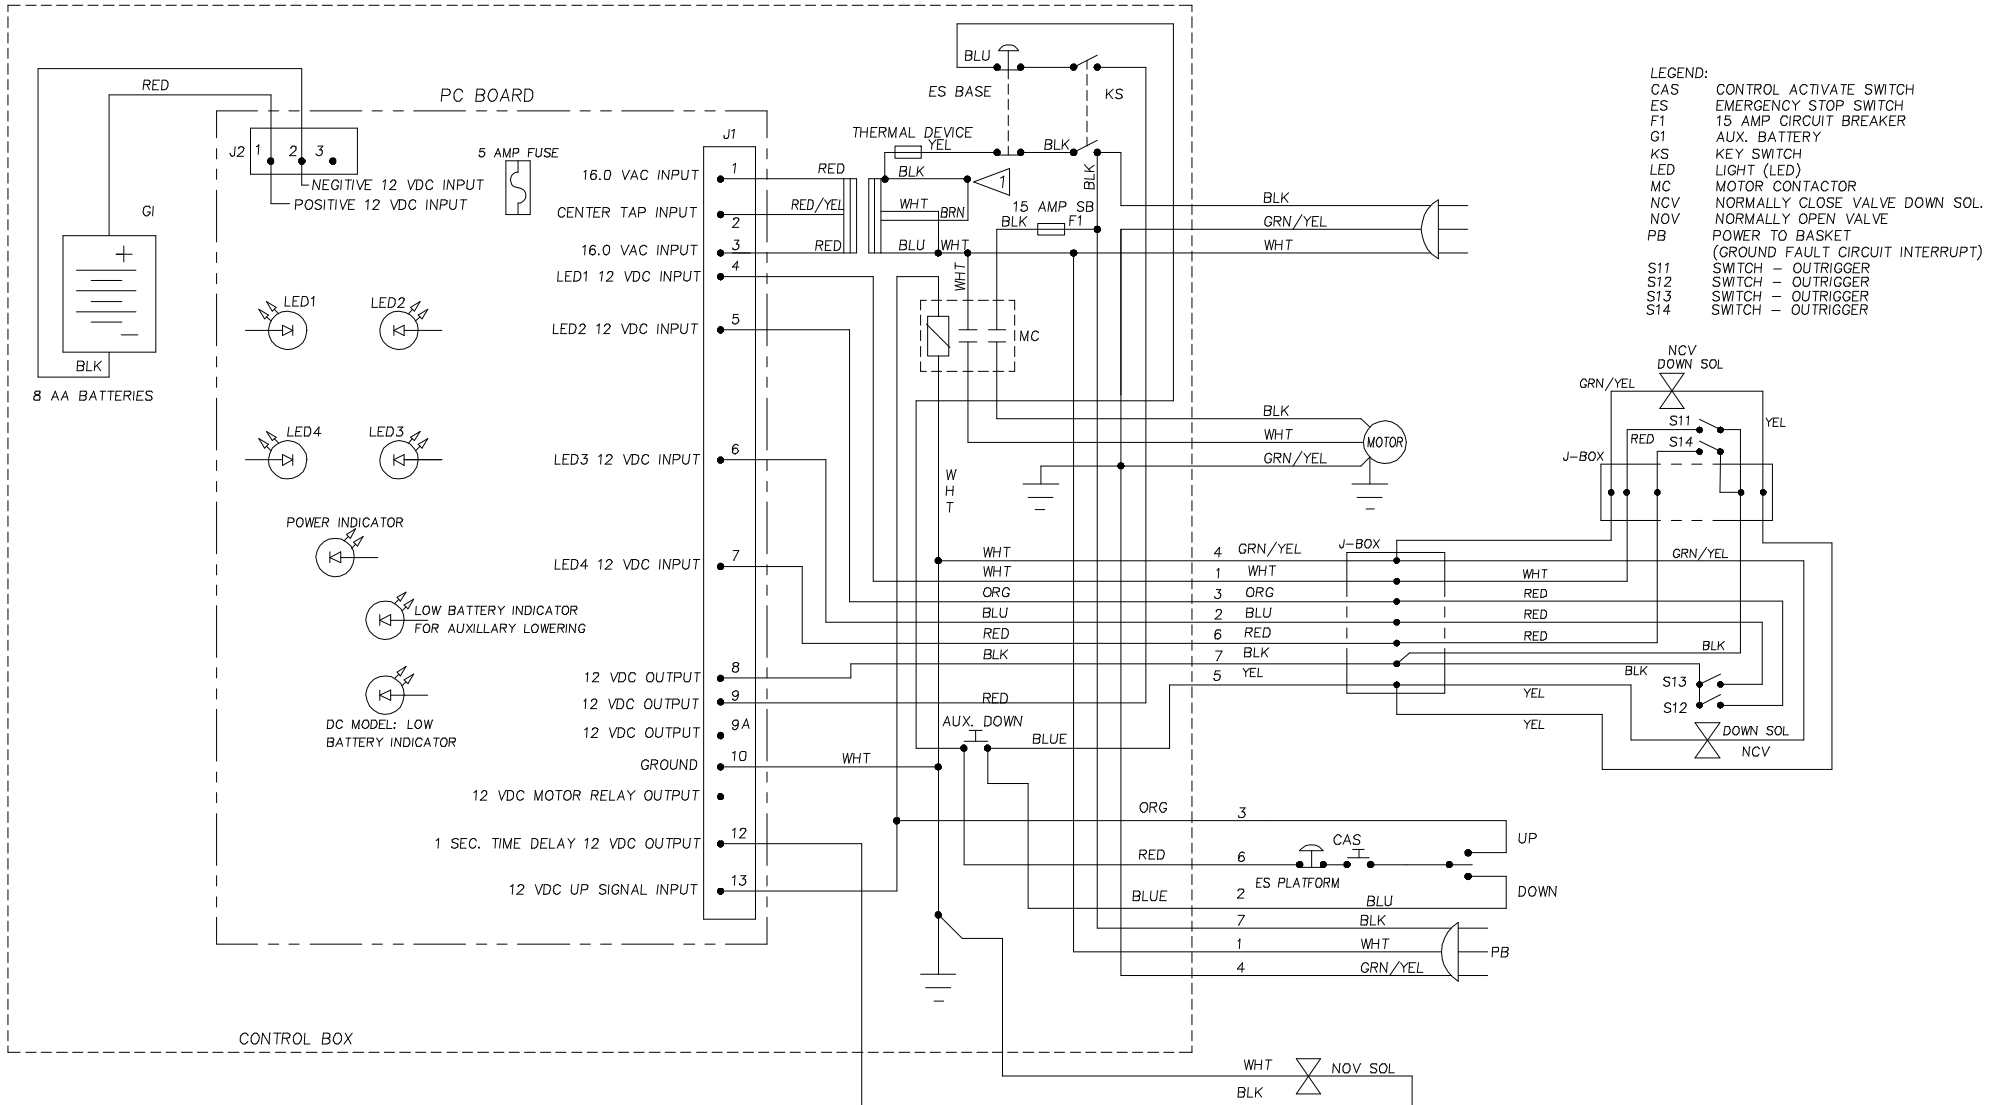 BLU
ES BASE
KS
RED
PC BOARD
J1
J2
1
2
3
NEGITIVE 12 VDC INPUT
POSITIVE 12 VDC INPUT
5 AMP FUSE
GI
+
BLK
8 AA BATTERIES
LED1
LED2
LED4
LED3
POWER INDICATOR
LOW BATTERY INDICATOR
FOR AUXILLARY LOWERING
DC MODEL: LOW
BATTERY INDICATOR
CONTROL BOX
16.0 VAC INPUT
1
CENTER TAP INPUT
2
16.0 VAC INPUT
3
LED1 12 VDC INPUT
4
LED2 12 VDC INPUT
5
LED3 12 VDC INPUT
6
LED4 12 VDC INPUT
7
12 VDC OUTPUT
8
12 VDC OUTPUT
9
12 VDC OUTPUT
9A
GROUND
10
12 VDC MOTOR RELAY OUTPUT
1 SEC. TIME DELAY 12 VDC OUTPUT
12
12 VDC UP SIGNAL INPUT
13
THERMAL DEVICE
YEL
BLK
BLK
RED
BLK
1
RED/YEL
WHT
BRN
RED
BLU
WHT
WHT
15 AMP SB
BLK
F1
MC
BLK
GRN/YEL
WHT
BLK
WHT
GRN/YEL
MOTOR
WHT
WHT
WHT
ORG
BLU
RED
BLK
RED
AUX. DOWN
BLUE
WHT
4 GRN/YEL
1 WHT
3 ORG
2 BLU
6 RED
7 BLK
5 YEL
J-BOX
WHT
RED
RED
RED
BLK
YEL
YEL
GRN/YEL
BLK
S13
S12
DOWN SOL
NCV
NCV
DOWN SOL
GRN/YEL
S11
RED
S14
YEL
J-BOX
ORG
3
UP
CAS
RED
6
ES PLATFORM
DOWN
BLUE
2
BLU
7
BLK
1
WHT
PB
4
GRN/YEL
WHT
NOV SOL
BLK
LEGEND:
CAS CONTROL ACTIVATE SWITCH
ES EMERGENCY STOP SWITCH
F1 15 AMP CIRCUIT BREAKER
G1 AUX. BATTERY
KS KEY SWITCH
LED LIGHT (LED)
MC MOTOR CONTACTOR
NCV NORMALLY CLOSE VALVE DOWN SOL.
NOV NORMALLY OPEN VALVE
PB POWER TO BASKET
(GROUND FAULT CIRCUIT INTERRUPT)
S11 SWITCH - OUTRIGGER
S12 SWITCH - OUTRIGGER
S13 SWITCH - OUTRIGGER
S14 SWITCH - OUTRIGGER